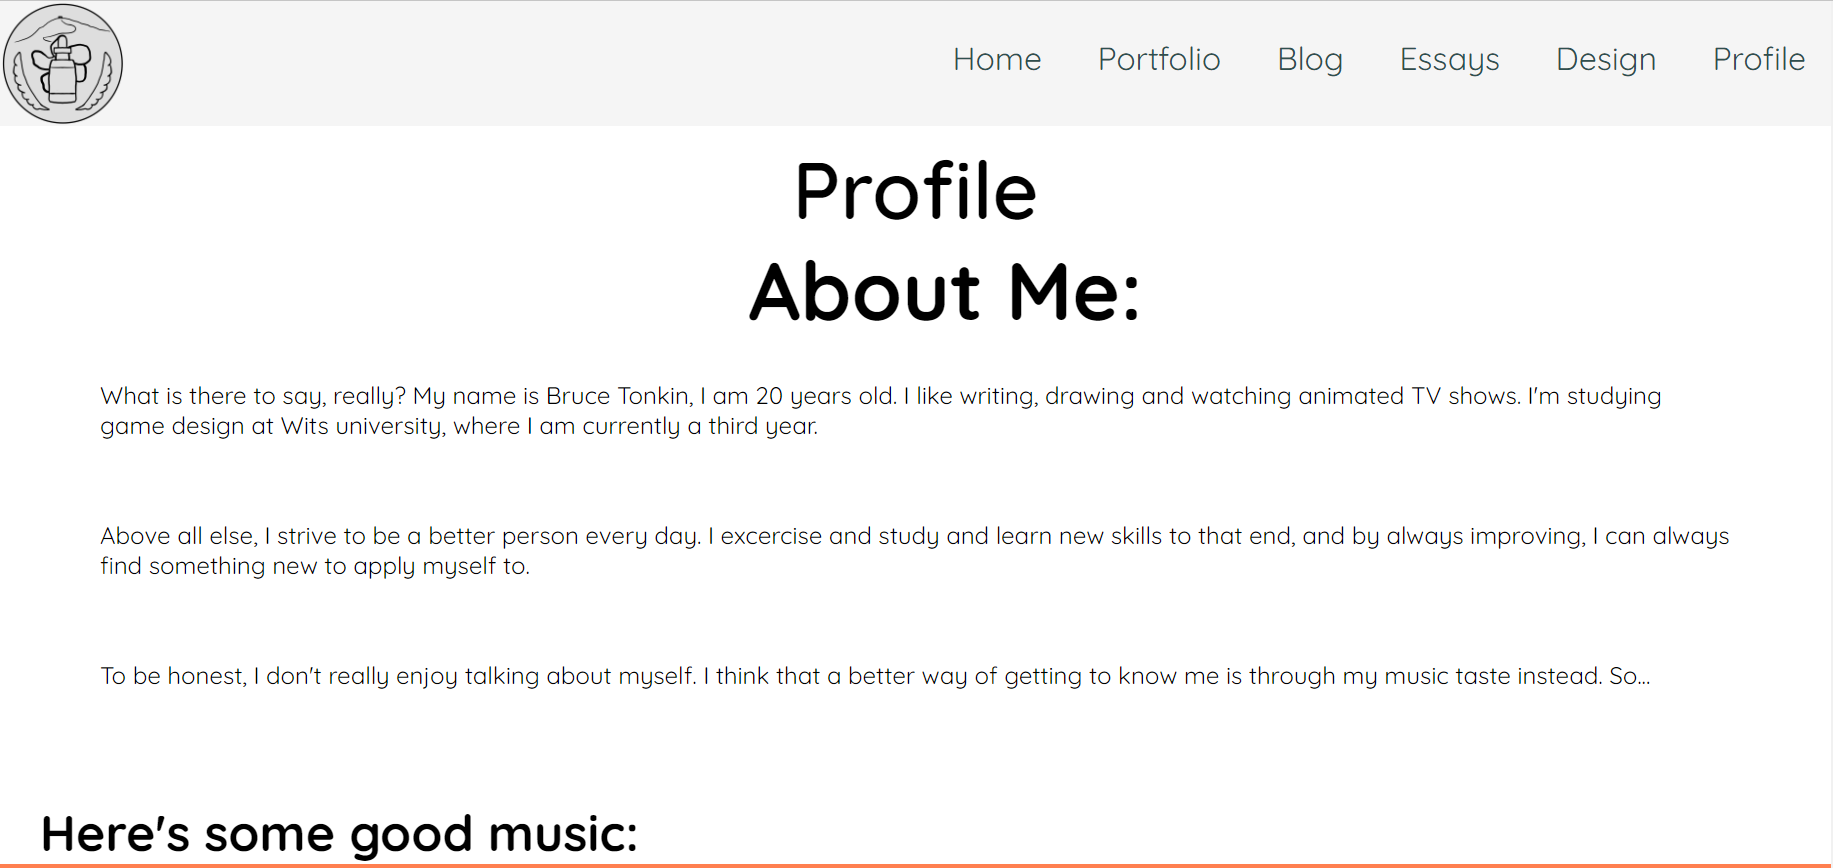 Home Portfolio Blog Essays Design Profile
Profile
About Me:
What is there to say, really? My name is Bruce Tonkin, I am 20 years old. I like writing, drawing and watching animated TV shows. I'm studying
game design at Wits university, where I am currently a third year.
Above all else, I strive to be a better person every day. I excercise and study and learn new skills to that end, and by always improving, I can always
find something new to apply myself to.
To be honest, I don't really enjoy talking about myself. I think that a better way of getting to know me is through my music taste instead. So...
Here's some good music: